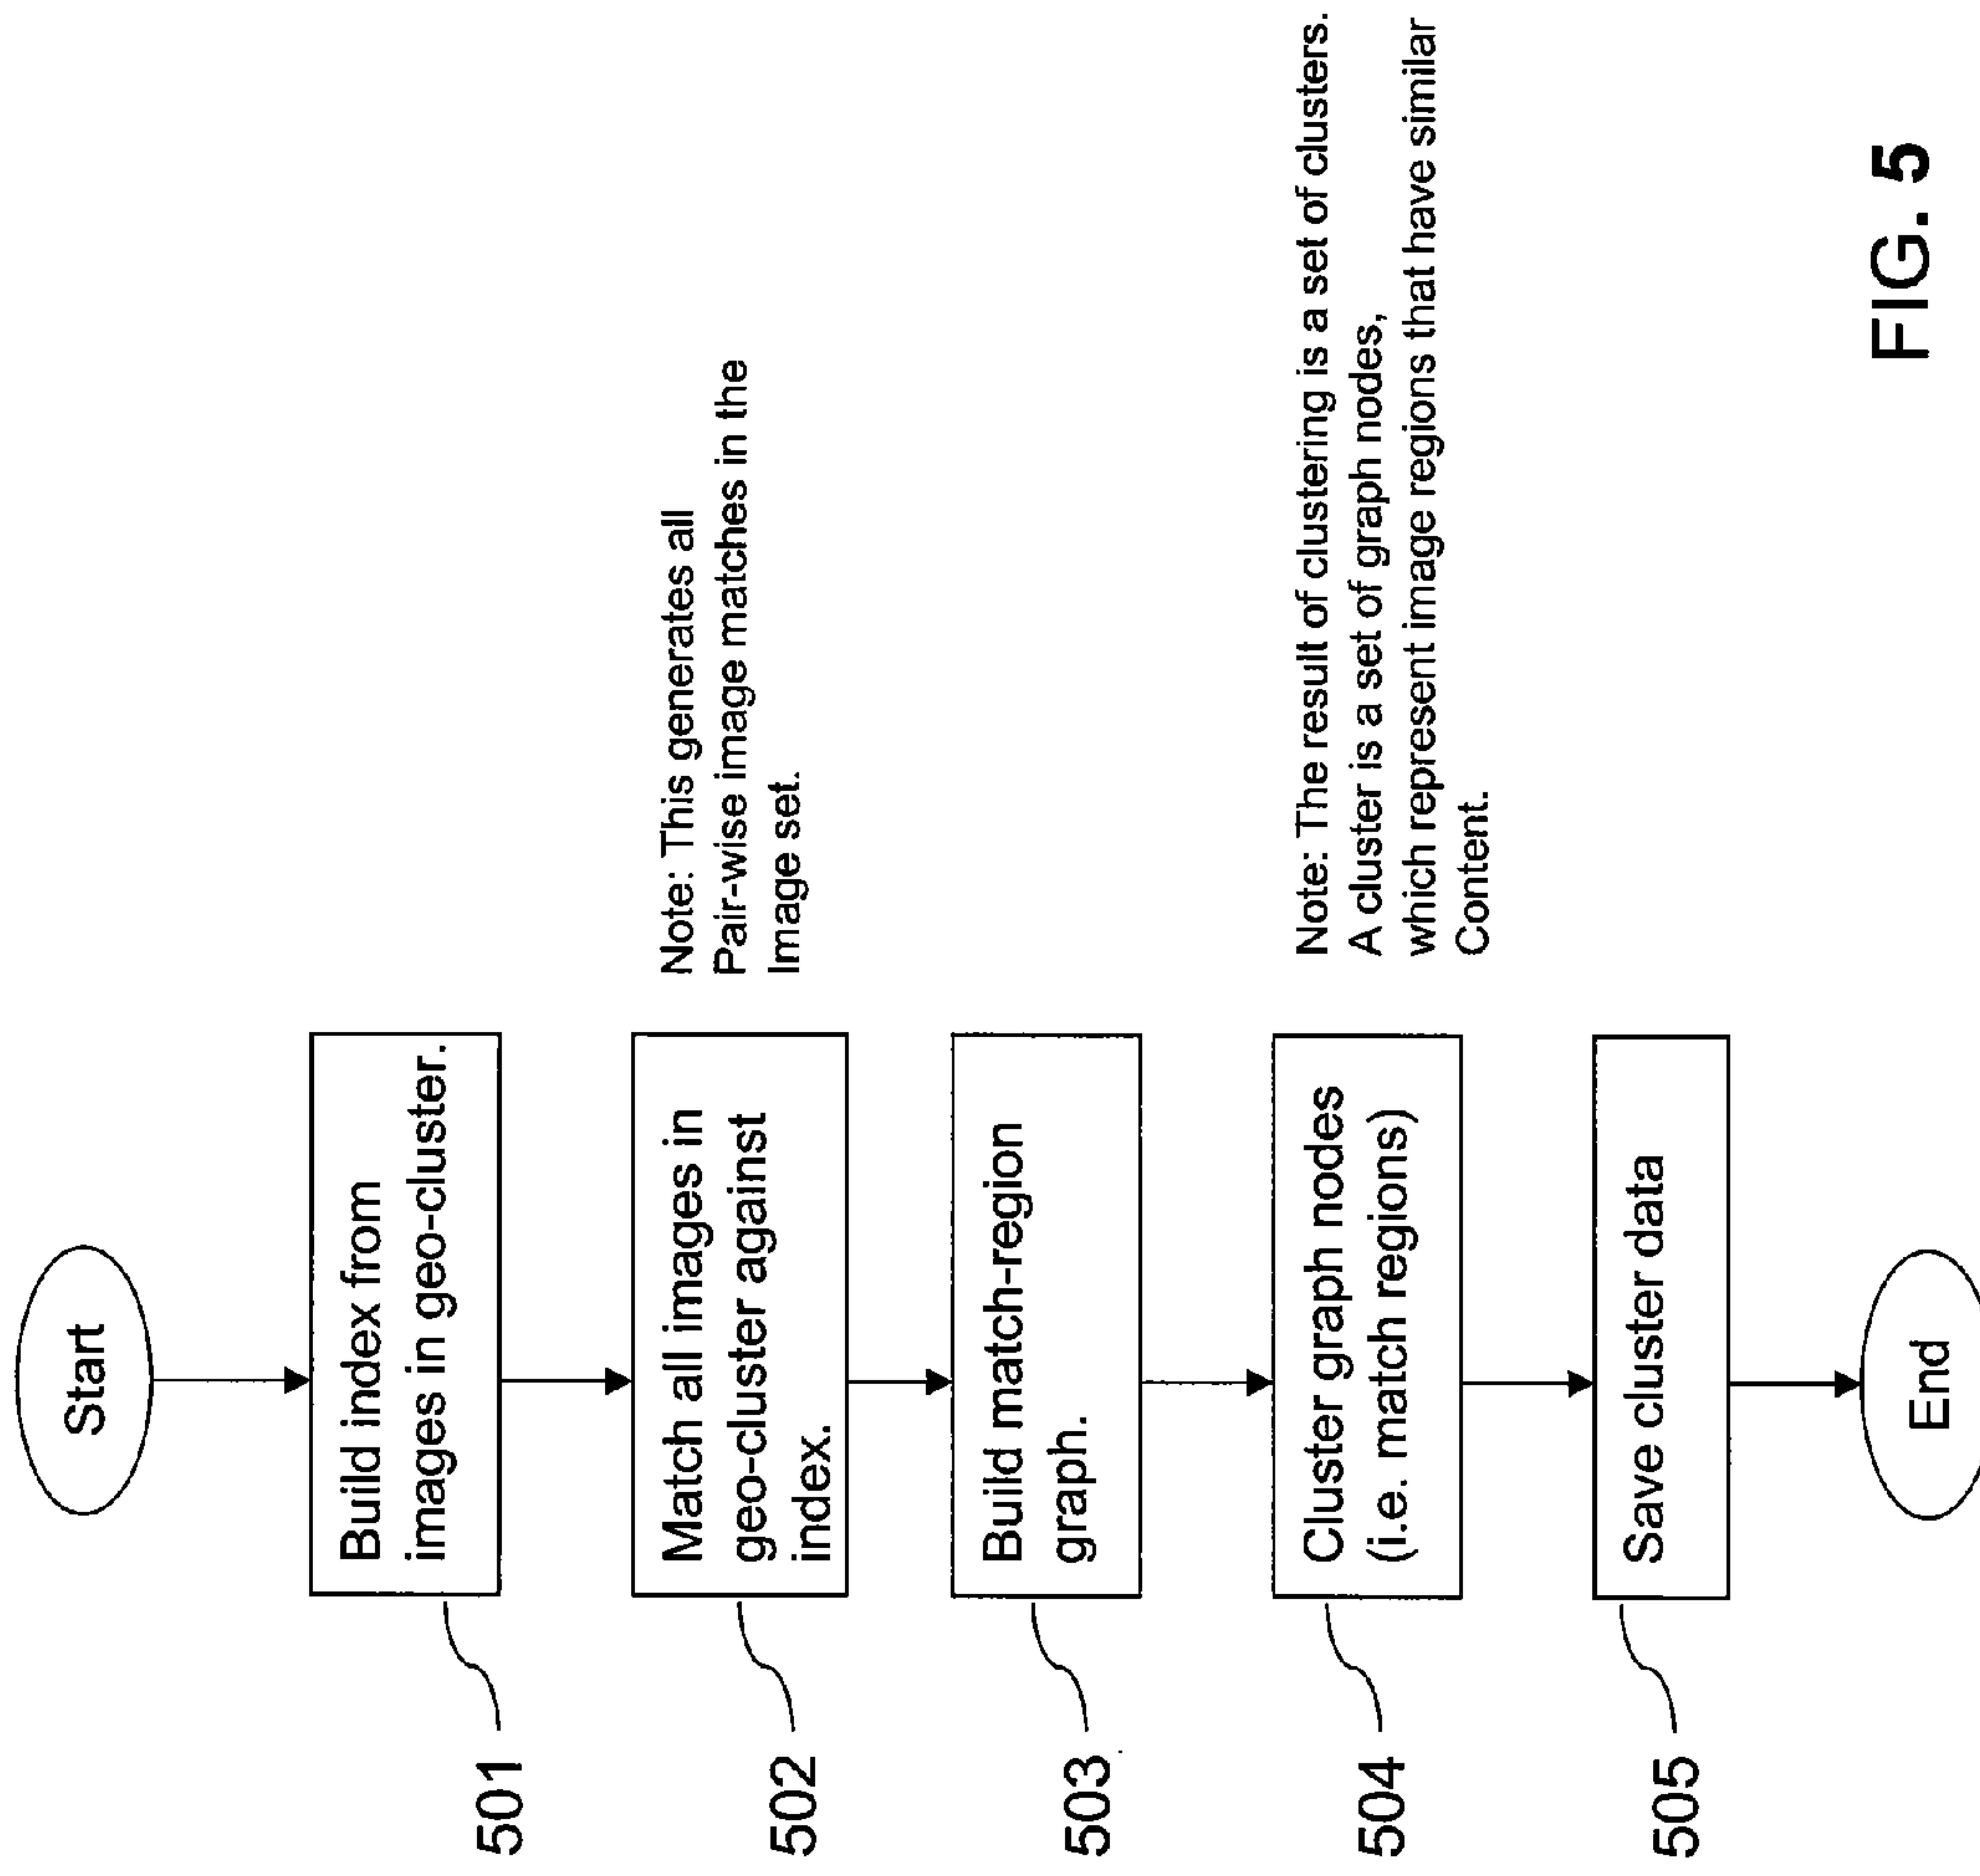 Start
501
Build index from
images in geo-cluster.
502
Match all images in
geo-cluster against
index.
Note: This generates all
Pair-wise image matches in the
Image set.
503
Build match-region
graph.
504
Cluster graph nodes
(i.e. match regions)
Note: The result of clustering is a set of clusters.
A cluster is a set of graph nodes,
which represent image regions that have similar
Content.
505
Save cluster data
End
FIG. 5